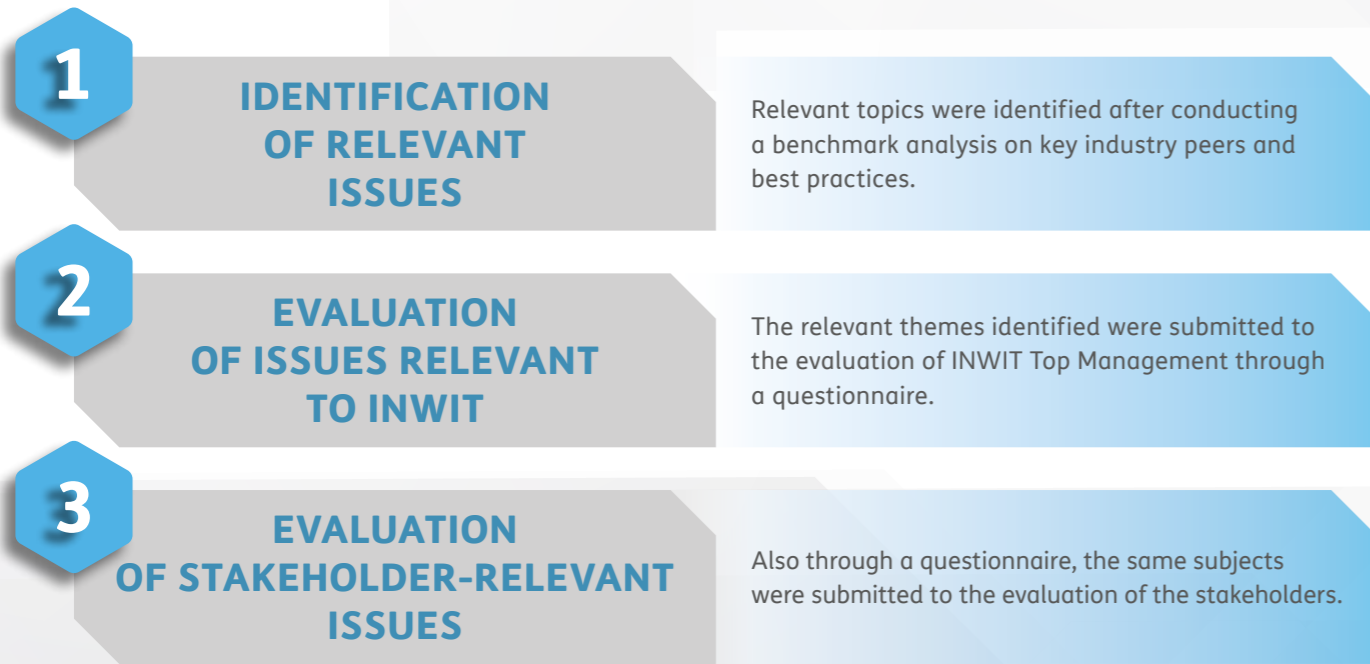 1
IDENTIFICATION
OF RELEVANT
ISSUES
Relevant topics were identified after conducting
a benchmark analysis on key industry peers and
best practices.
2
EVALUATION
OF ISSUES RELEVANT
TO INWIT
The relevant themes identified were submitted to
the evaluation of INWIT Top Management through
a questionnaire.
3
EVALUATION
OF STAKEHOLDER-RELEVANT
ISSUES
Also through a questionnaire, the same subjects
were submitted to the evaluation of the stakeholders.